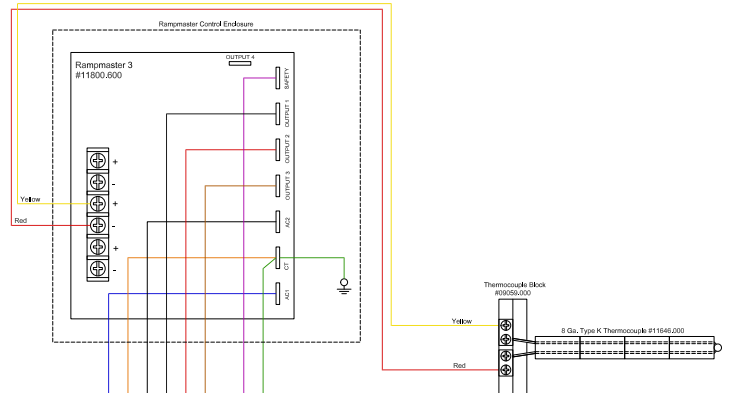 Rampmaster Control Enclosure
Rampmaster 3
#11800.600
OUTPUT 4
SAFETY
OUTPUT 1
OUTPUT 2
OUTPUT 3
AC2
CT
AC1
+
-
+
-
+
-
Yellow
Red
Thermocouple Block
#09059.000
Yellow
8 Ga. Type K Thermocouple #11646.000
Red